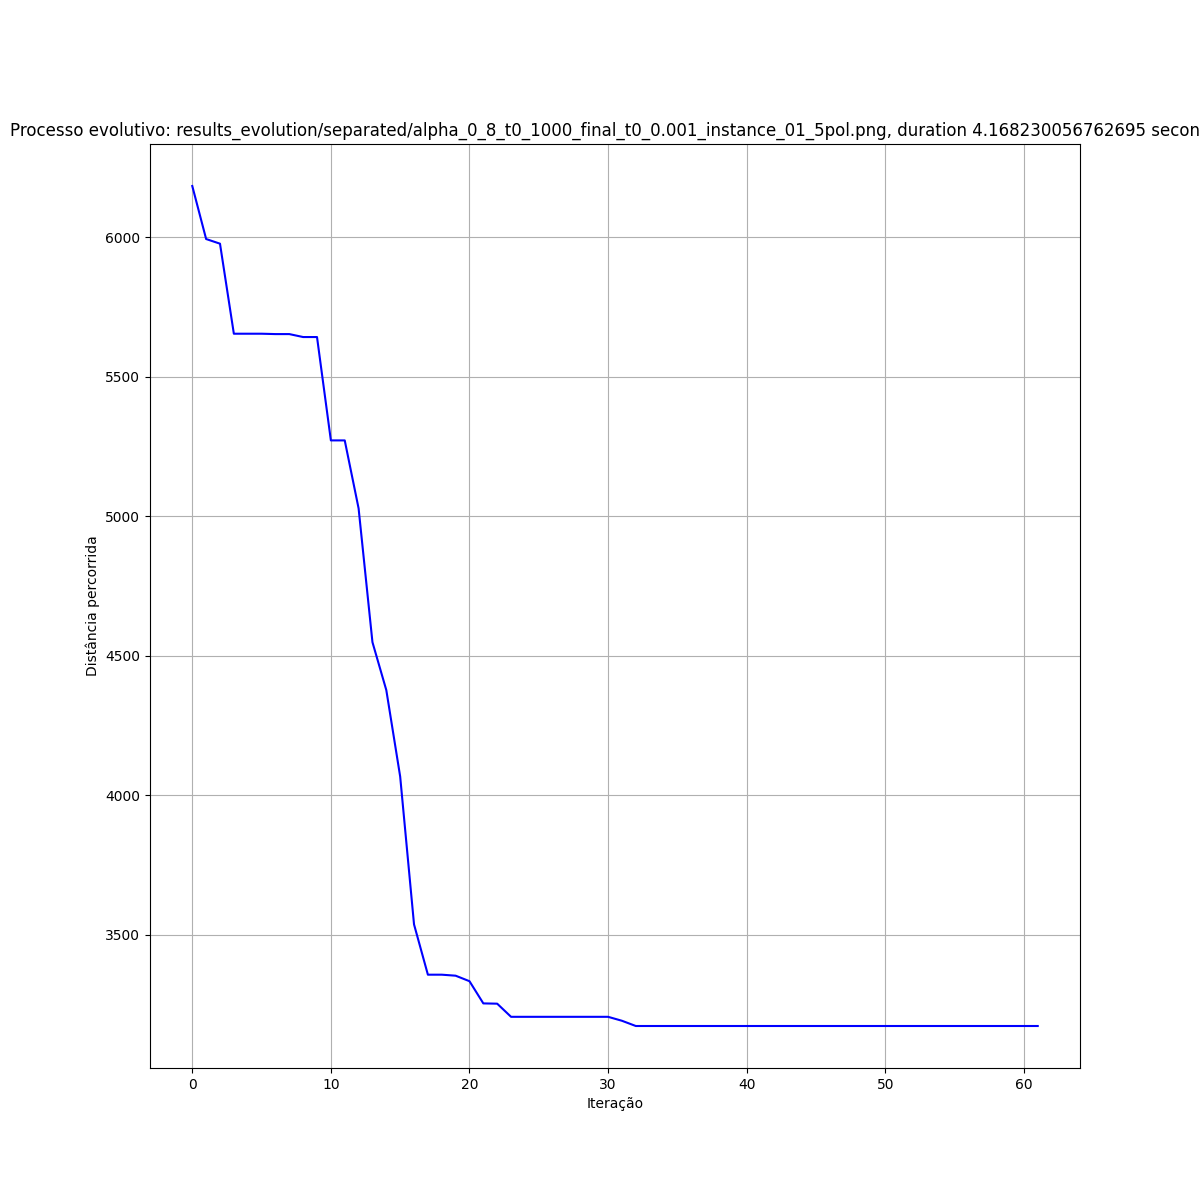 Processo evolutivo: results_evolution/separated/alpha_0_8_t0_1000_final_t0_0.001_instance_01_5pol.png, duration 4.168230056762695 secon
6000
5500
5000
4500
4000
3500
Distância percorrida
0 10 20 30 40 50 60
Iteração